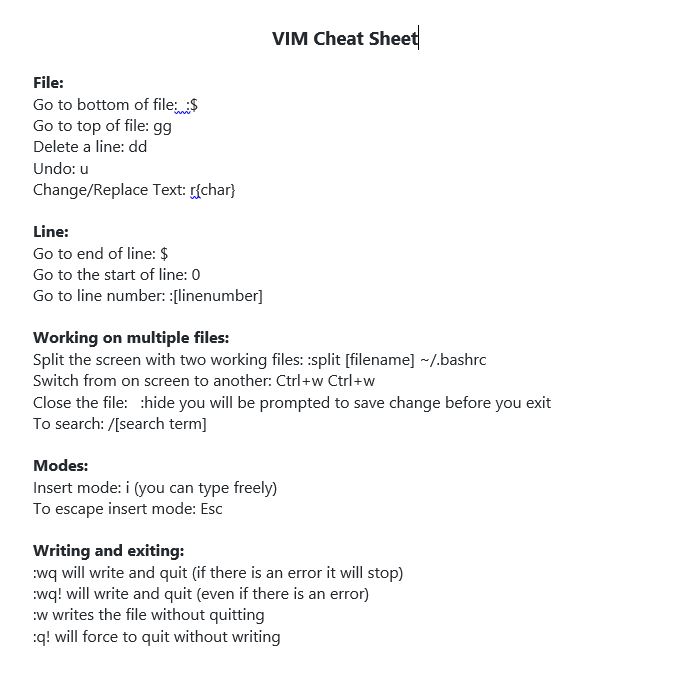 VIM Cheat Sheet
File:
Go to bottom of file:  :$
Go to top of file: gg
Delete a line: dd
Undo: u
Change/Replace Text: r{char}
Line:
Go to end of line: $
Go to the start of line: 0
Go to line number: :[linenumber]
Working on multiple files:
Split the screen with two working files: :split [filename] ~/.bashrc
Switch from on screen to another: Ctrl+w Ctrl+w
Close the file:   :hide you will be prompted to save change before you exit
To search: /[search term]
Modes:
Insert mode: i (you can type freely)
To escape insert mode: Esc
Writing and exiting:
:wq will write and quit (if there is an error it will stop)
:wq! will write and quit (even if there is an error)
:w writes the file without quitting
:q! will force to quit without writing